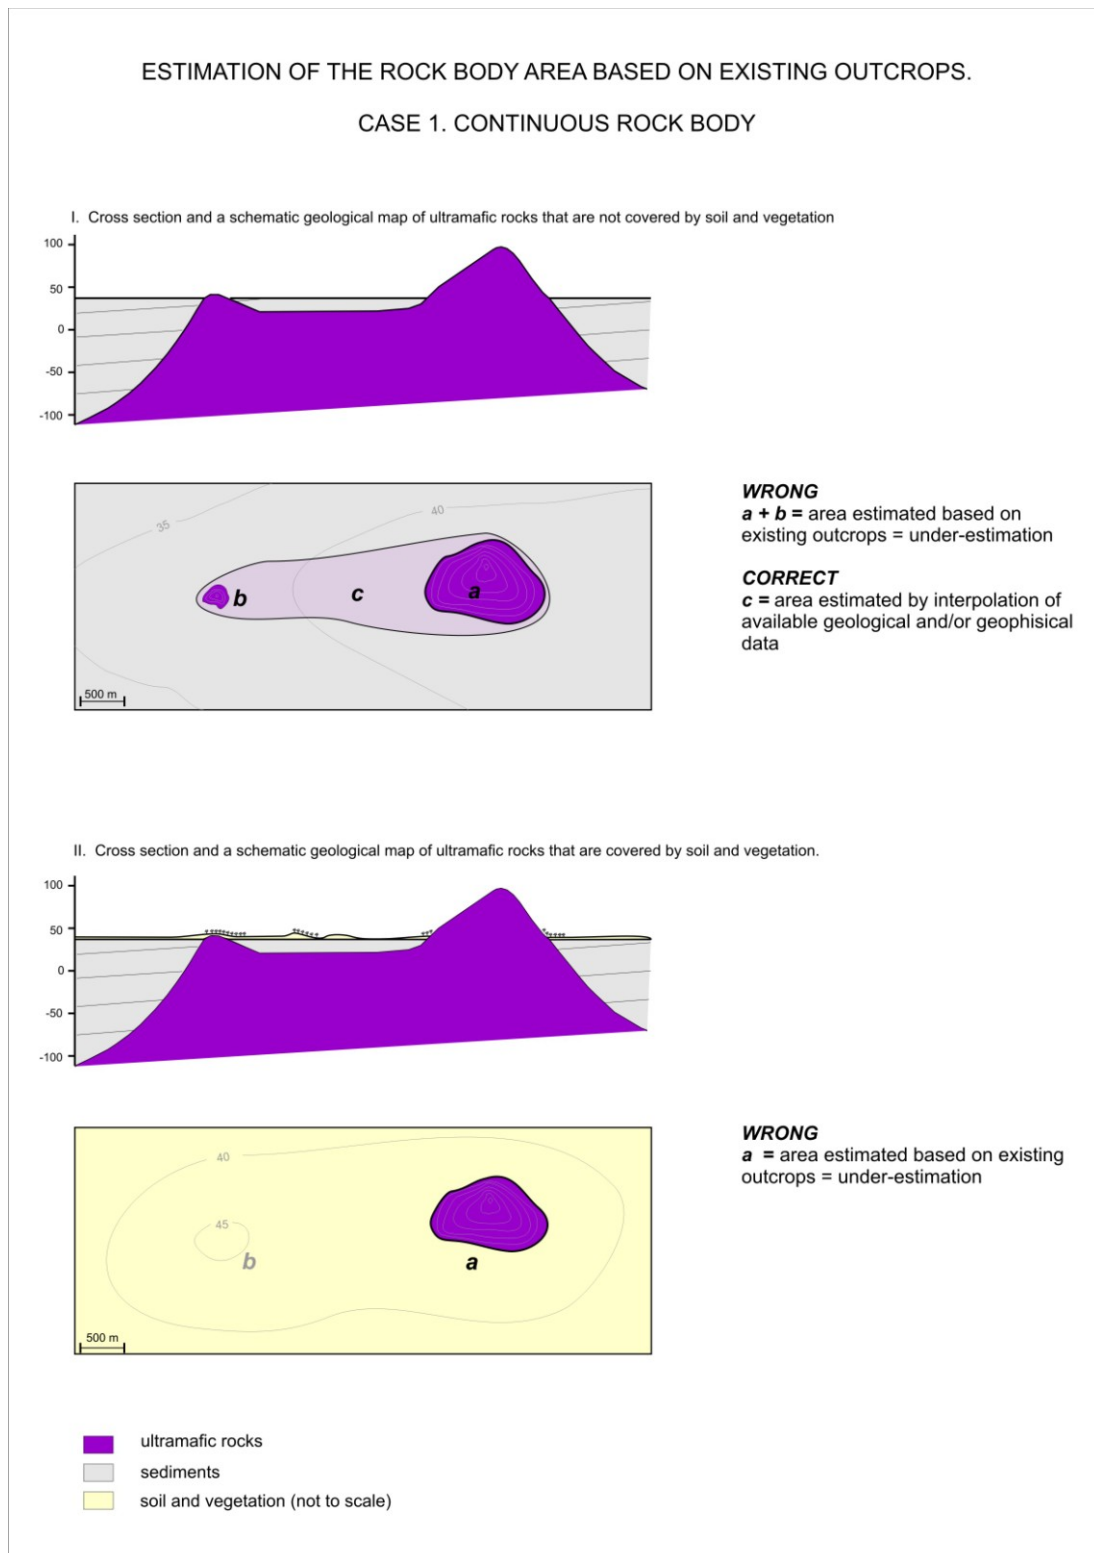 ESTIMATION OF THE ROCK BODY AREA BASED ON EXISTING OUTCROPS.
CASE 1. CONTINUOUS ROCK BODY
I. Cross section and a schematic geological map of ultramafic rocks that are not covered by soil and vegetation
100
50
0
-50
-100
35
40
b
c
a
500 m
WRONG
a + b = area estimated based on
existing outcrops = under-estimation
CORRECT
c = area estimated by interpolation of
available geological and/or geophisical
data
II. Cross section and a schematic geological map of ultramafic rocks that are covered by soil and vegetation.
100
50
0
-50
-100
40
45
b
a
500 m
WRONG
a = area estimated based on existing
outcrops = under-estimation
ultramafic rocks
sediments
soil and vegetation (not to scale)